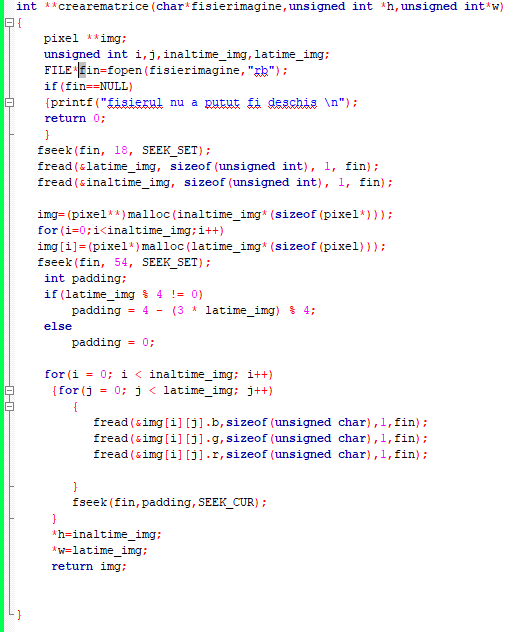 int **crearematrice(char*fisierimagine,unsigned int *h,unsigned int*w)
{
pixel **img;
unsigned int i,j,inaltime_img,latime_img;
FILE*fin=fopen(fisierimagine,"rb");
if(fin==NULL)
{printf("fisierul nu a putut fi deschis \n");
return 0;
}
fseek(fin, 18, SEEK_SET);
fread(&latime_img, sizeof(unsigned int), 1, fin);
fread(&inaltime_img, sizeof(unsigned int), 1, fin);
img=(pixel**)malloc(inaltime_img*(sizeof(pixel*)));
for(i=0;i<inaltime_img;i++)
img[i]=(pixel*)malloc(latime_img*(sizeof(pixel)));
fseek(fin, 54, SEEK_SET);
int padding;
if(latime_img % 4 != 0)
padding = 4 - (3 * latime_img) % 4;
else
padding = 0;
for(i = 0; i < inaltime_img; i++)
{for(j = 0; j < latime_img; j++)
{
fread(&img[i][j].b,sizeof(unsigned char),1,fin);
fread(&img[i][j].g,sizeof(unsigned char),1,fin);
fread(&img[i][j].r,sizeof(unsigned char),1,fin);
}
fseek(fin,padding,SEEK_CUR);
}
*h=inaltime_img;
*w=latime_img;
return img;
}